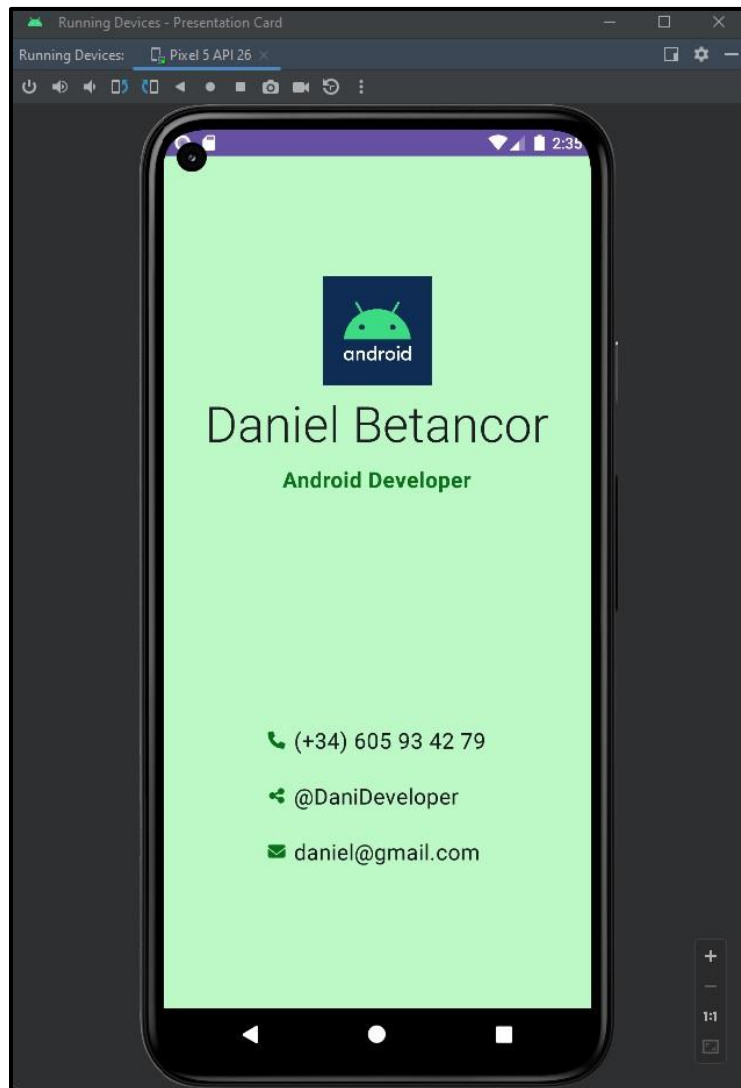 Running Devices - Presentation Card
Running Devices: Pixel 5 API 26
2:35
android
Daniel Betancor
Android Developer
(+34) 605 93 42 79
@DaniDeveloper
daniel@gmail.com
1:1